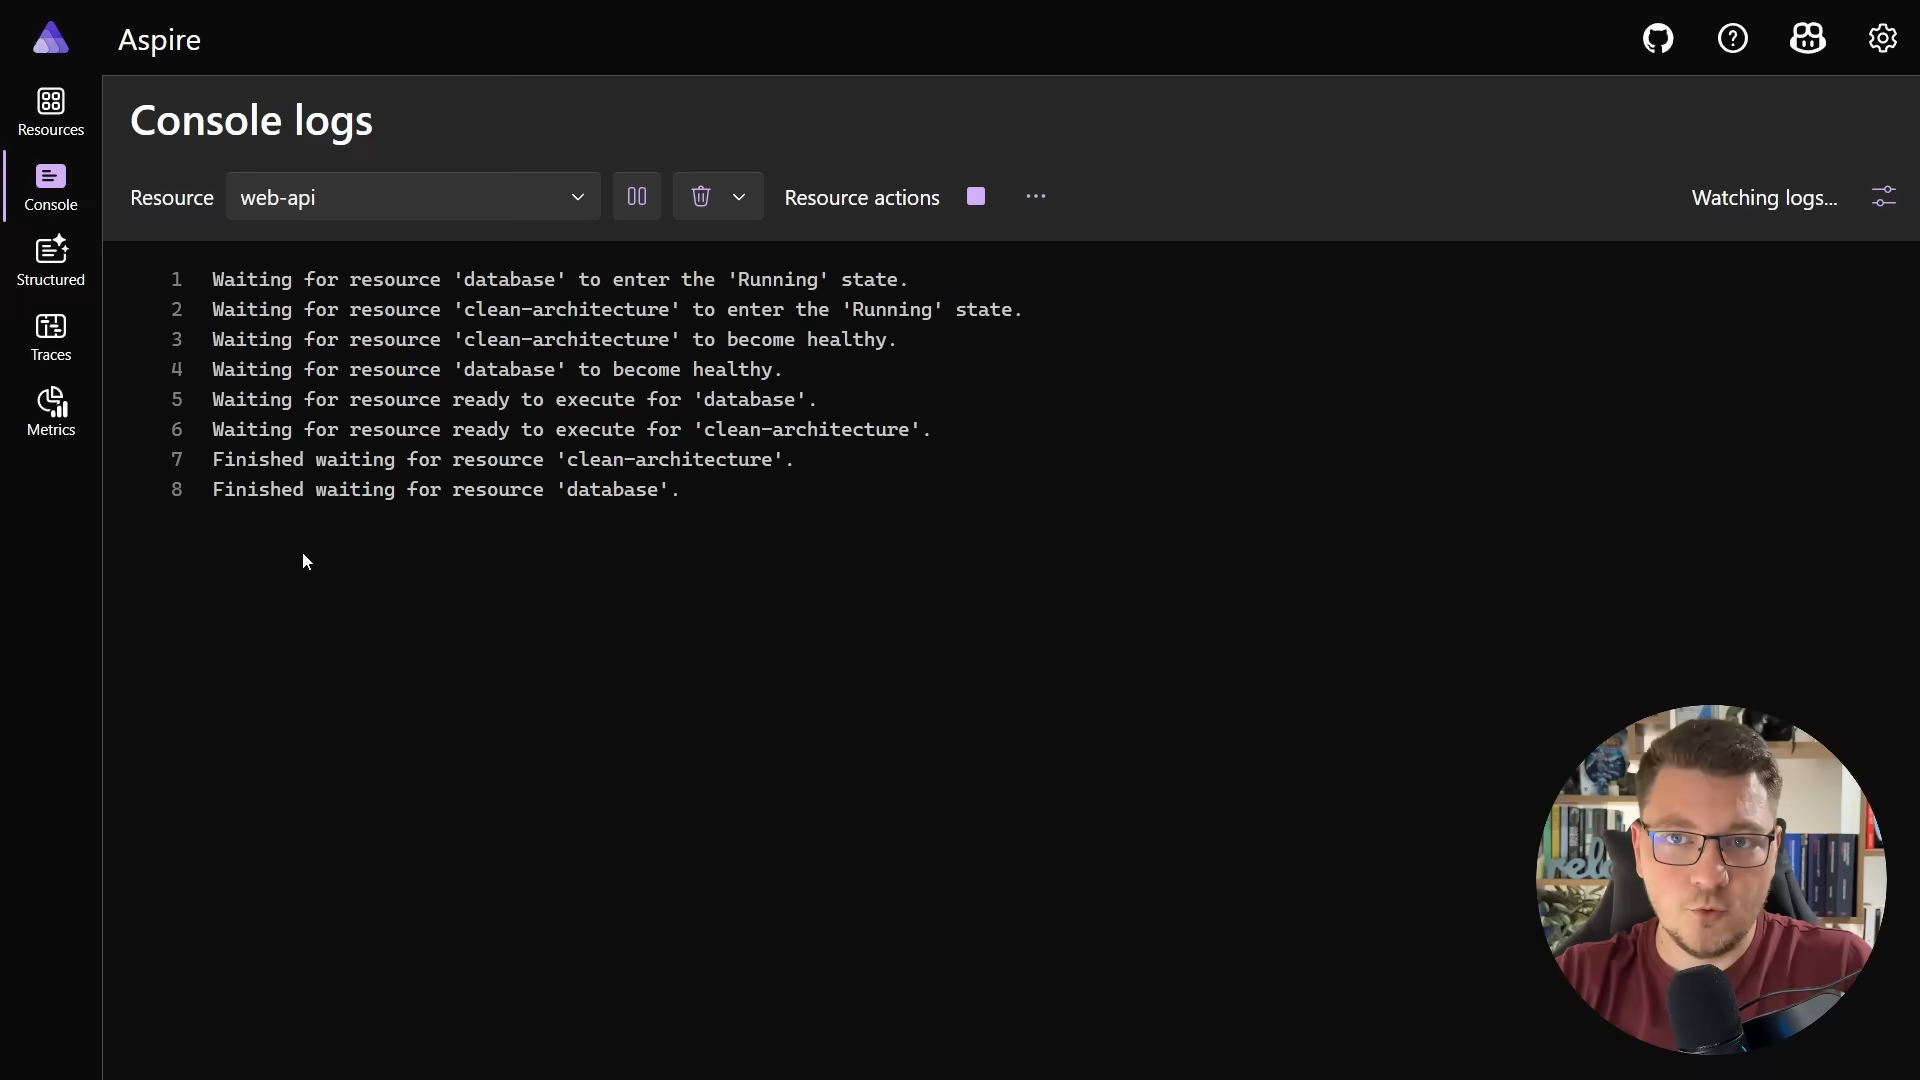 Aspire
Resources
Console
Structured
Traces
Metrics
Console logs
Resource web-api Resource actions Watching logs...
1 Waiting for resource 'database' to enter the 'Running' state.
2 Waiting for resource 'clean-architecture' to enter the 'Running' state.
3 Waiting for resource 'clean-architecture' to become healthy.
4 Waiting for resource 'database' to become healthy.
5 Waiting for resource ready to execute for 'database'.
6 Waiting for resource ready to execute for 'clean-architecture'.
7 Finished waiting for resource 'clean-architecture'.
8 Finished waiting for resource 'database'.